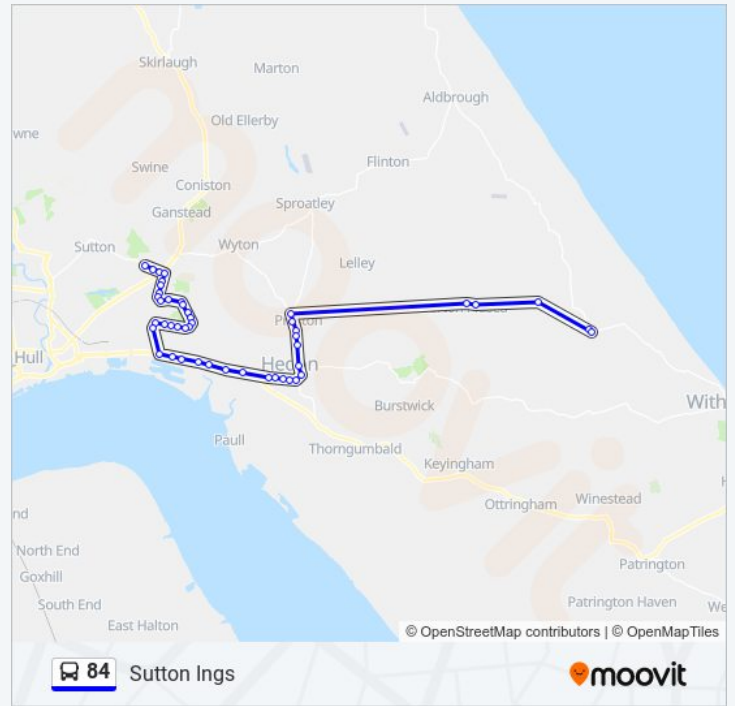 Skirlaugh
Marton
Aldbrough
Old Ellerby
wne
Flinton
Swine
Coniston
Sproatley
Ganstead
Sutton
Wyton
Lelley
Hull
Burstwick
With
Paull
Thorngumbald
Keyingham
Winestead
Ottringham
nd
North End
Patrington
Goxhill
South End
Patrington Haven
We
East Halton
© OpenStreetMap contributors | © OpenMapTiles
84 Sutton Ings
moovit